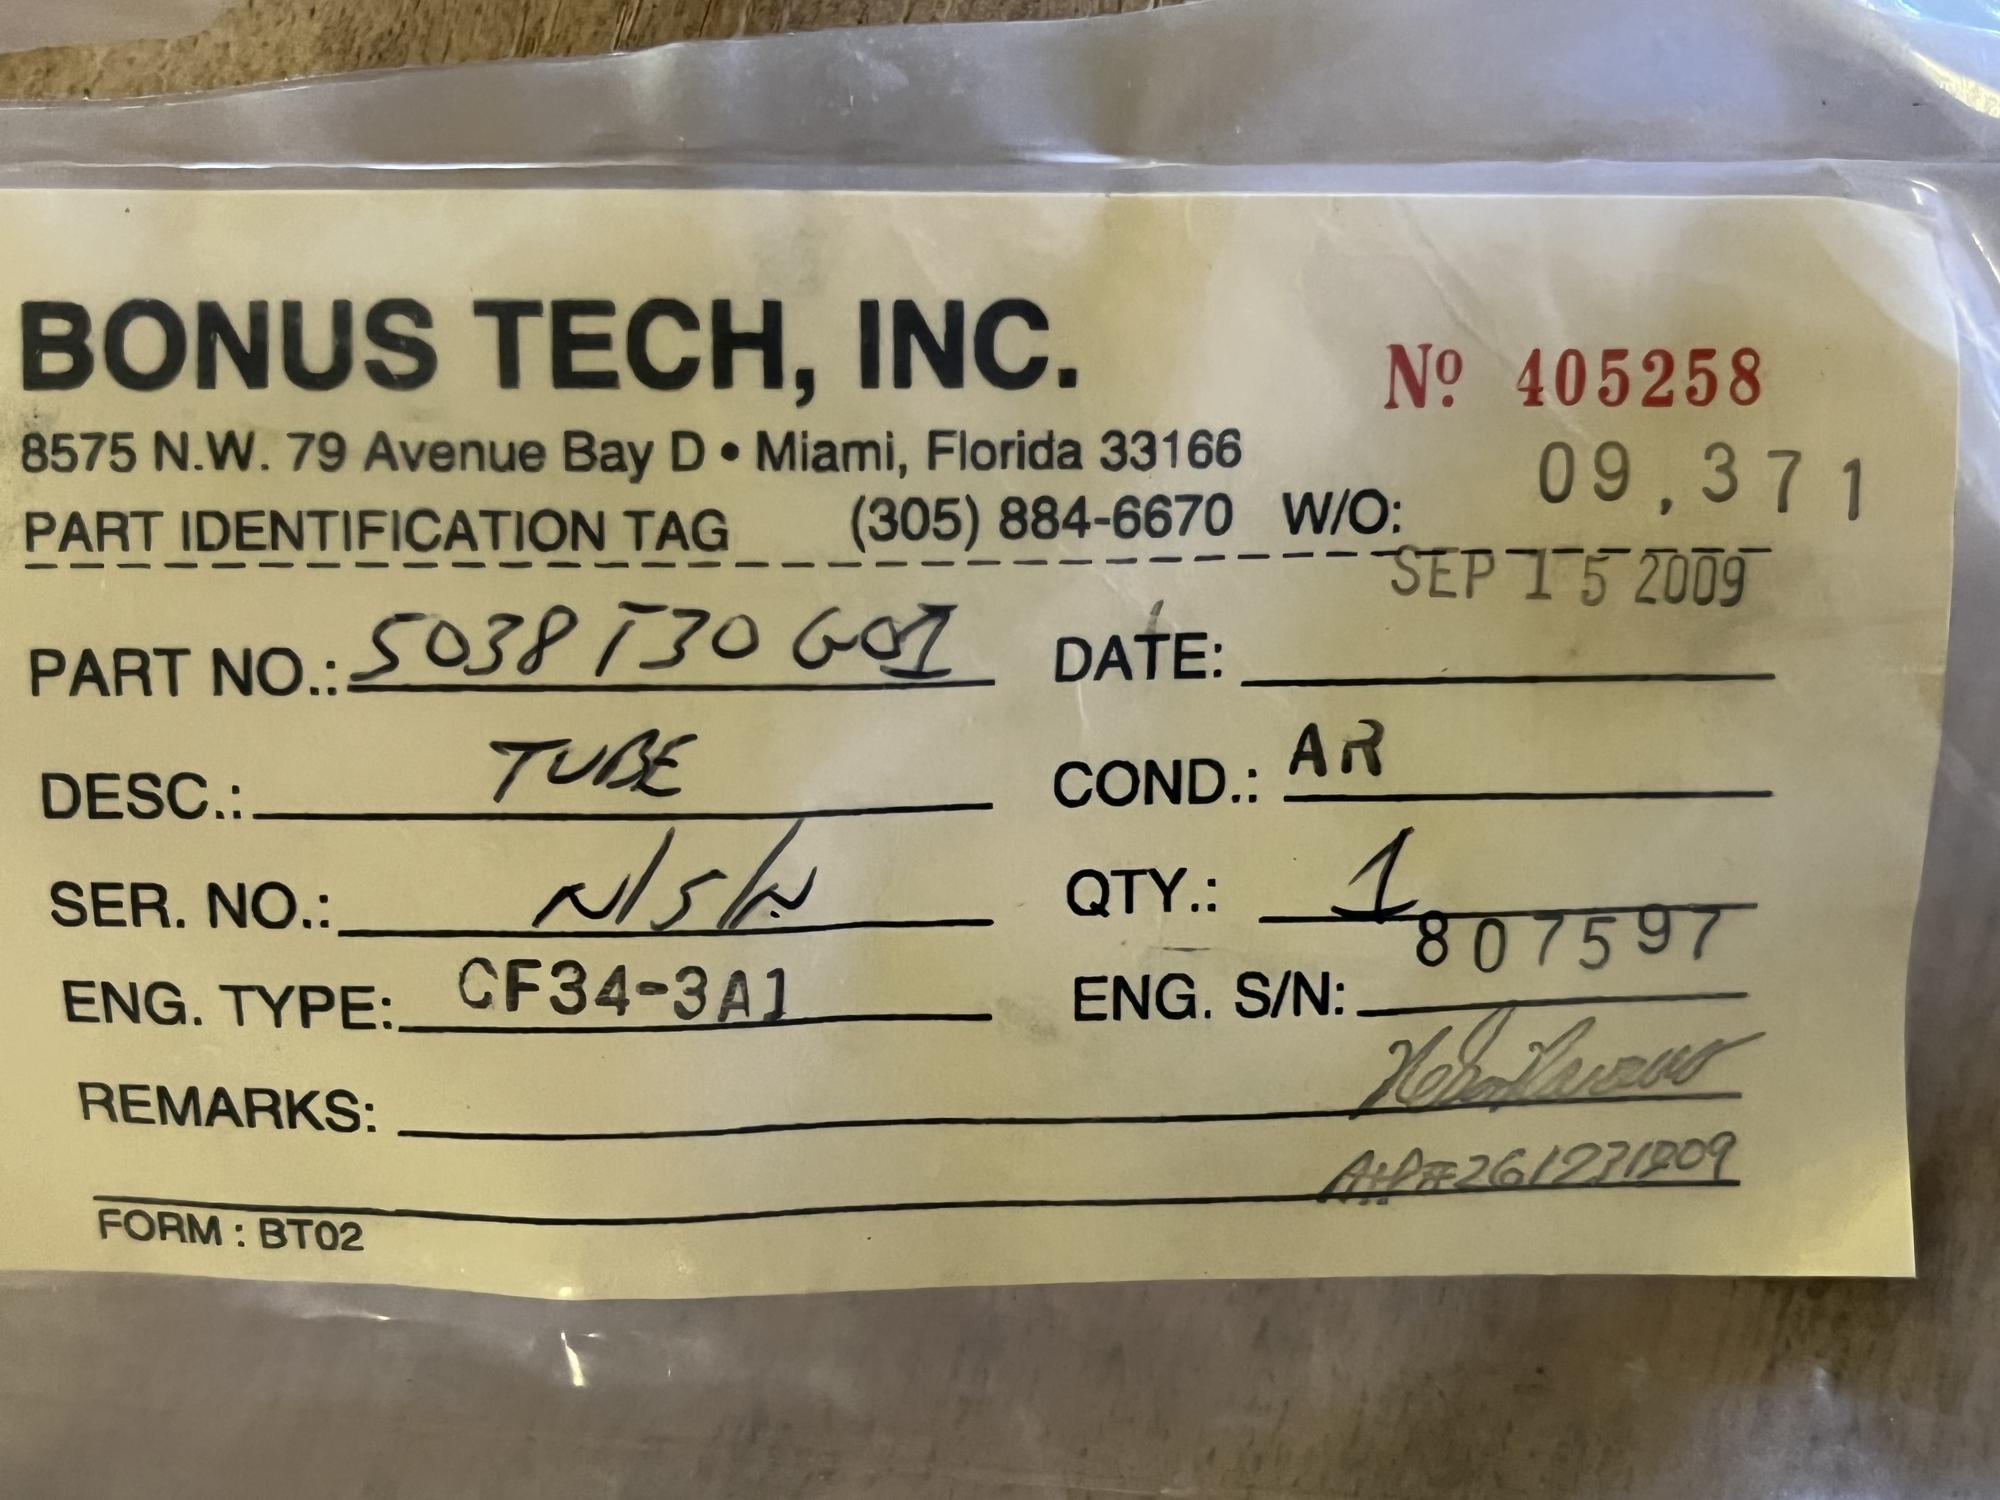 BONUS TECH, INC.
Nº 405258
8575 N.W. 79 Avenue Bay D • Miami, Florida 33166
PART IDENTIFICATION TAG (305) 884-6670 W/O: 09,371
SEP 15 2009
PART NO.: 5038T30G01 DATE:
DESC.: TUBE COND.: AR
SER. NO.: N/S/N QTY.: 1
ENG. TYPE: CF34-3A1 ENG. S/N: 807597
REMARKS:
FORM : BT02